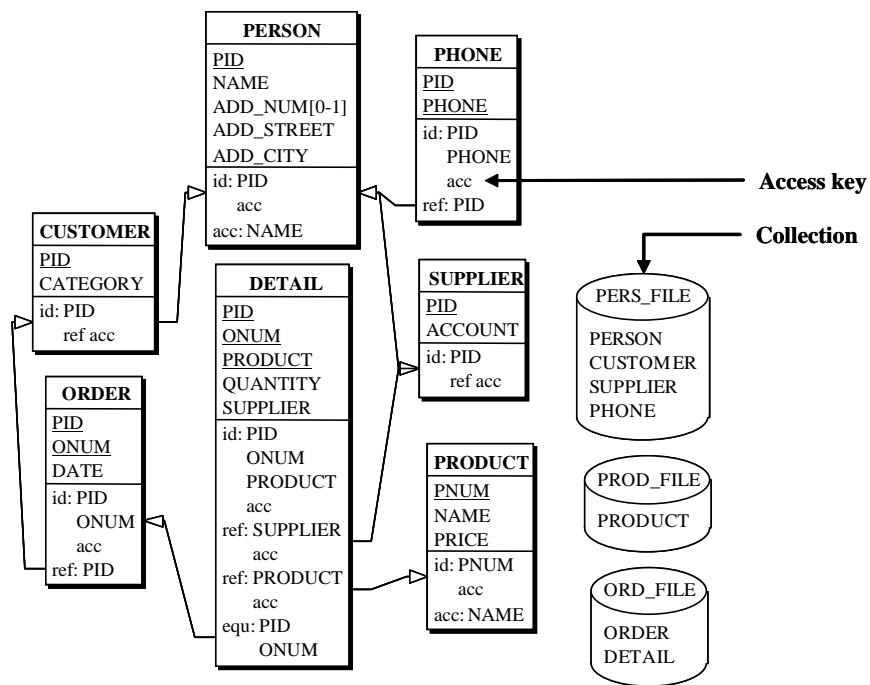 PERSON
PID
NAME
ADD_NUM[0-1]
ADD_STREET
ADD_CITY
id: PID
acc
acc: NAME
PHONE
PID
PHONE
id: PID
PHONE
acc
ref: PID
Access key
Collection
CUSTOMER
PID
CATEGORY
id: PID
ref acc
DETAIL
PID
ONUM
PRODUCT
QUANTITY
SUPPLIER
id: PID
ONUM
PRODUCT
acc
ref: SUPPLIER
acc
ref: PRODUCT
acc
equ: PID
ONUM
SUPPLIER
PID
ACCOUNT
id: PID
ref acc
PERS_FILE
PERSON
CUSTOMER
SUPPLIER
PHONE
ORDER
PID
ONUM
DATE
id: PID
ONUM
acc
ref: PID
PRODUCT
PNUM
NAME
PRICE
id: PNUM
acc
acc: NAME
PROD_FILE
PRODUCT
ORD_FILE
ORDER
DETAIL